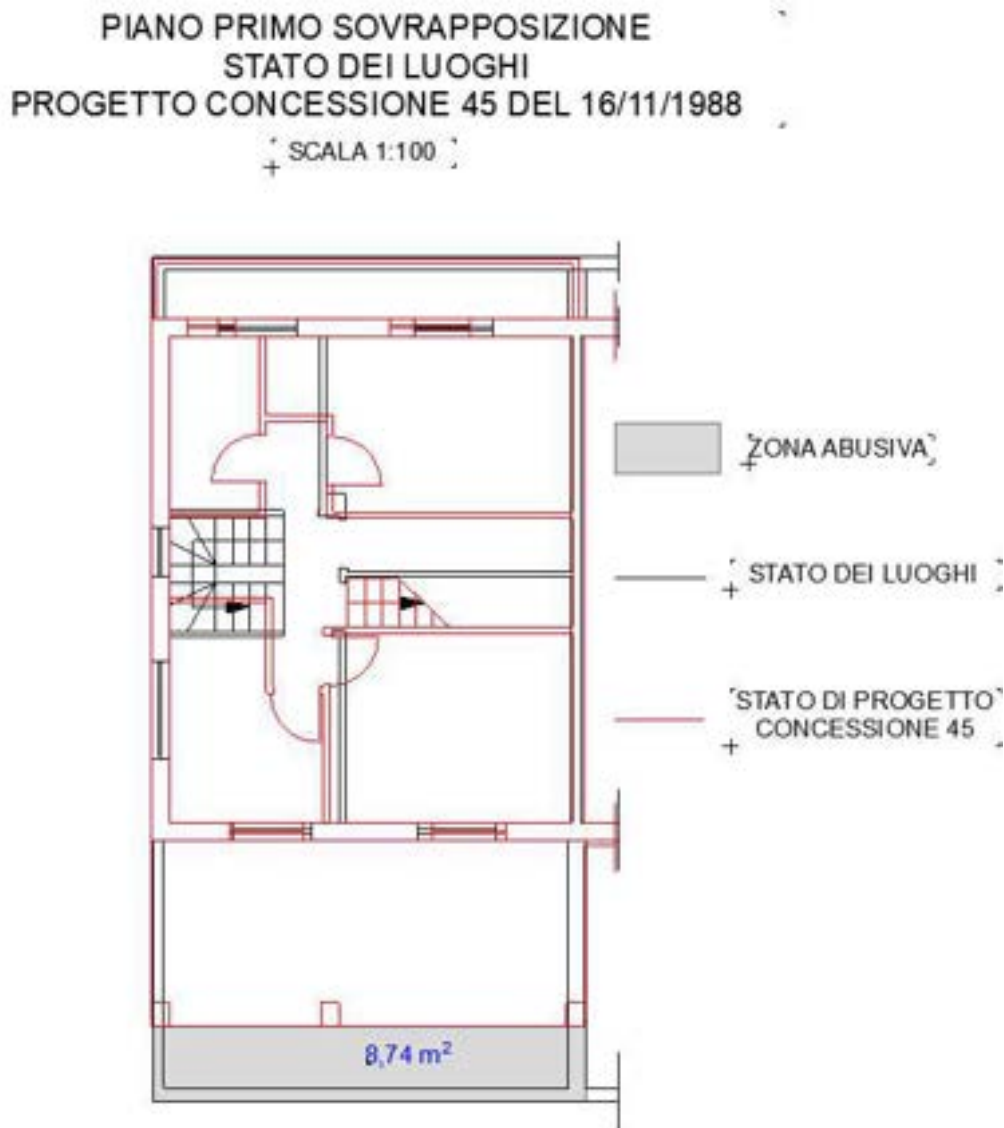 PIANO PRIMO SOVRAPPOSIZIONE
STATO DEI LUOGHI
PROGETTO CONCESSIONE 45 DEL 16/11/1988
SCALA 1:100
ZONA ABUSIVA
STATO DEI LUOGHI
STATO DI PROGETTO
CONCESSIONE 45
8,74 m²